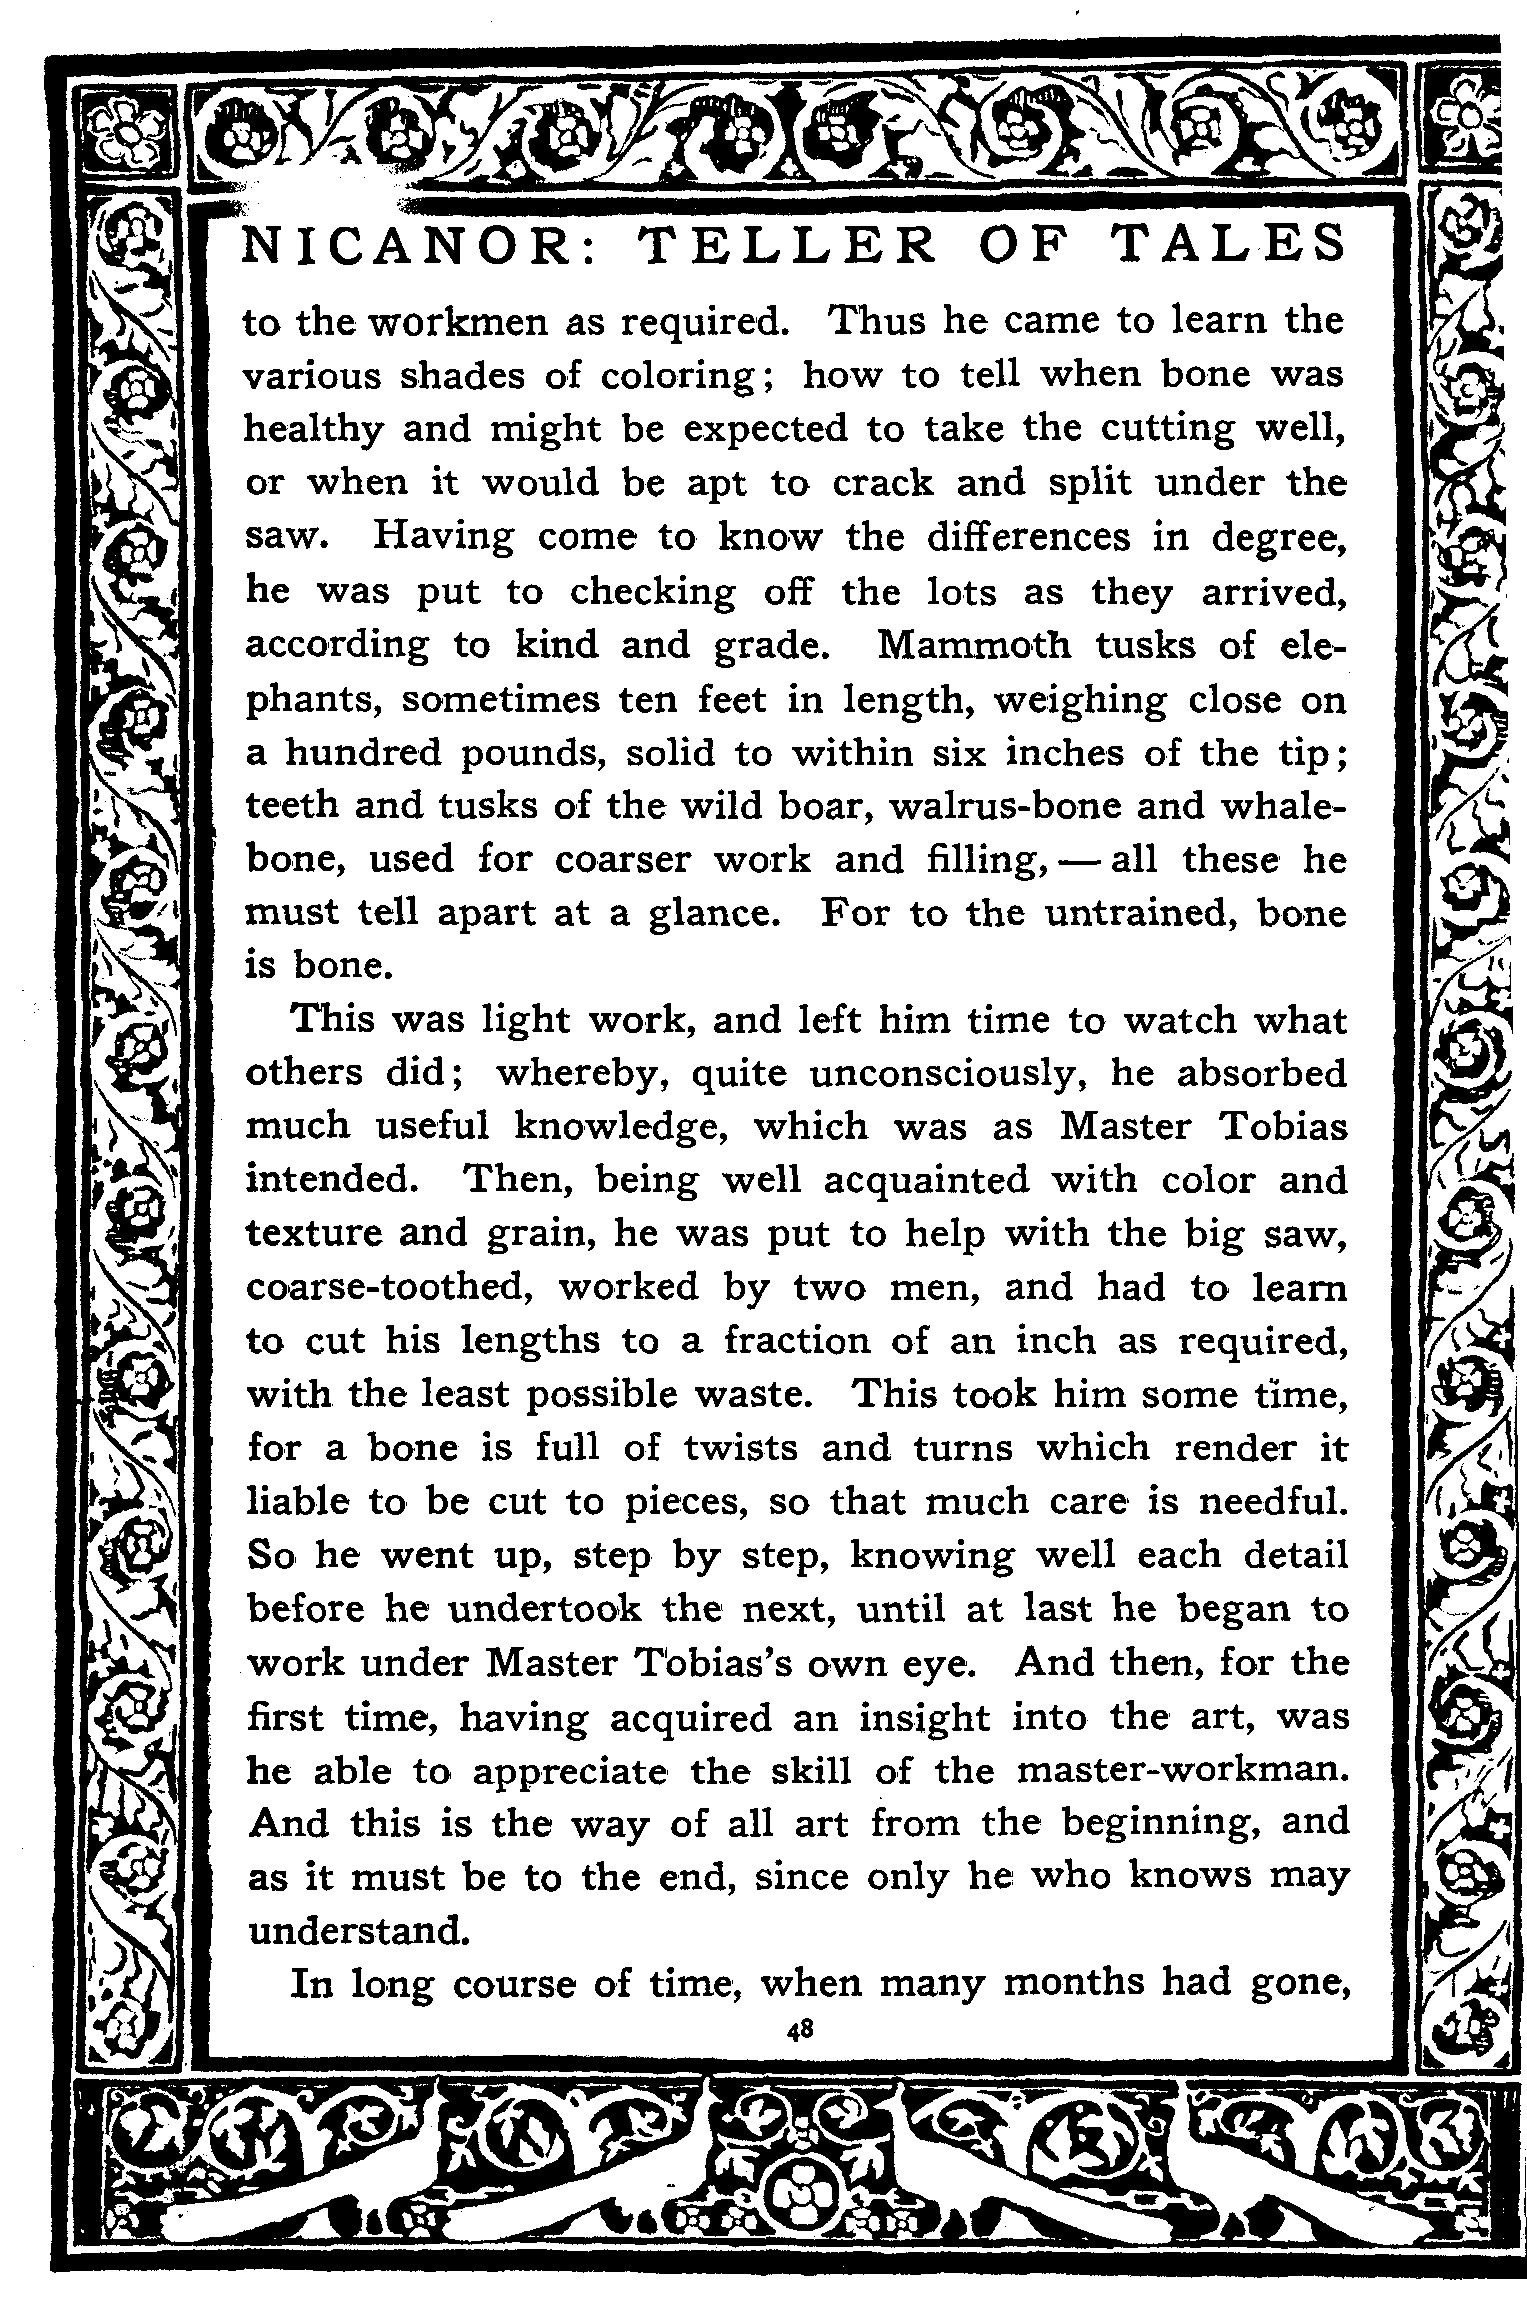 NICANOR: TELLER OF TALES
to the workmen as required. Thus he came to learn the
various shades of coloring; how to tell when bone was
healthy and might be expected to take the cutting well,
or when it would be apt to crack and split under the
saw. Having come to know the differences in degree,
he was put to checking off the lots as they arrived,
according to kind and grade. Mammoth tusks of ele-
phants, sometimes ten feet in length, weighing close on
a hundred pounds, solid to within six inches of the tip;
teeth and tusks of the wild boar, walrus-bone and whale-
bone, used for coarser work and filling, — all these he
must tell apart at a glance. For to the untrained, bone
is bone.
This was light work, and left him time to watch what
others did; whereby, quite unconsciously, he absorbed
much useful knowledge, which was as Master Tobias
intended. Then, being well acquainted with color and
texture and grain, he was put to help with the big saw,
coarse-toothed, worked by two men, and had to learn
to cut his lengths to a fraction of an inch as required,
with the least possible waste. This took him some time,
for a bone is full of twists and turns which render it
liable to be cut to pieces, so that much care is needful.
So he went up, step by step, knowing well each detail
before he undertook the next, until at last he began to
work under Master Tobias's own eye. And then, for the
first time, having acquired an insight into the art, was
he able to appreciate the skill of the master-workman.
And this is the way of all art from the beginning, and
as it must be to the end, since only he who knows may
understand.
In long course of time, when many months had gone,
48